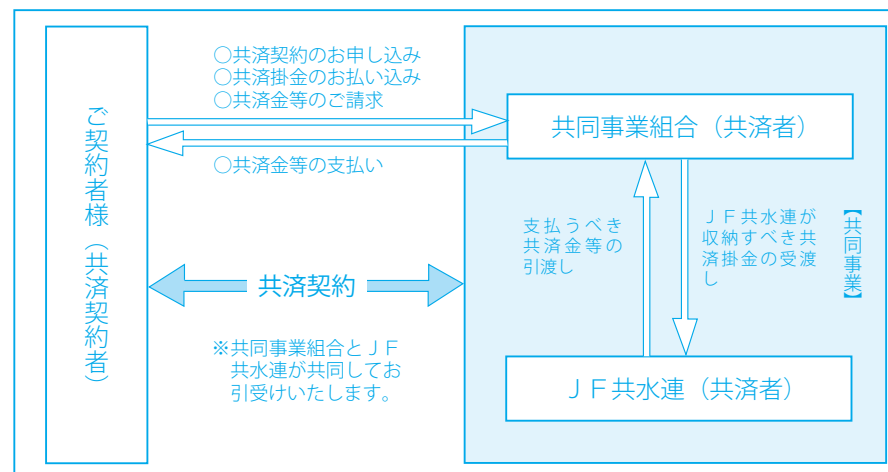 ご契約者様（共済契約者）
○共済契約のお申し込み
○共済掛金のお払い込み
○共済金等のご請求
○共済金等の支払い
共済契約
※共同事業組合とＪＦ
共水連が共同してお
引受けいたします。
共同事業組合（共済者）
支払うべき
共済金等の
引渡し
ＪＦ共水連が
収納すべき共
済掛金の受渡
し
【共同事業】
ＪＦ共水連（共済者）